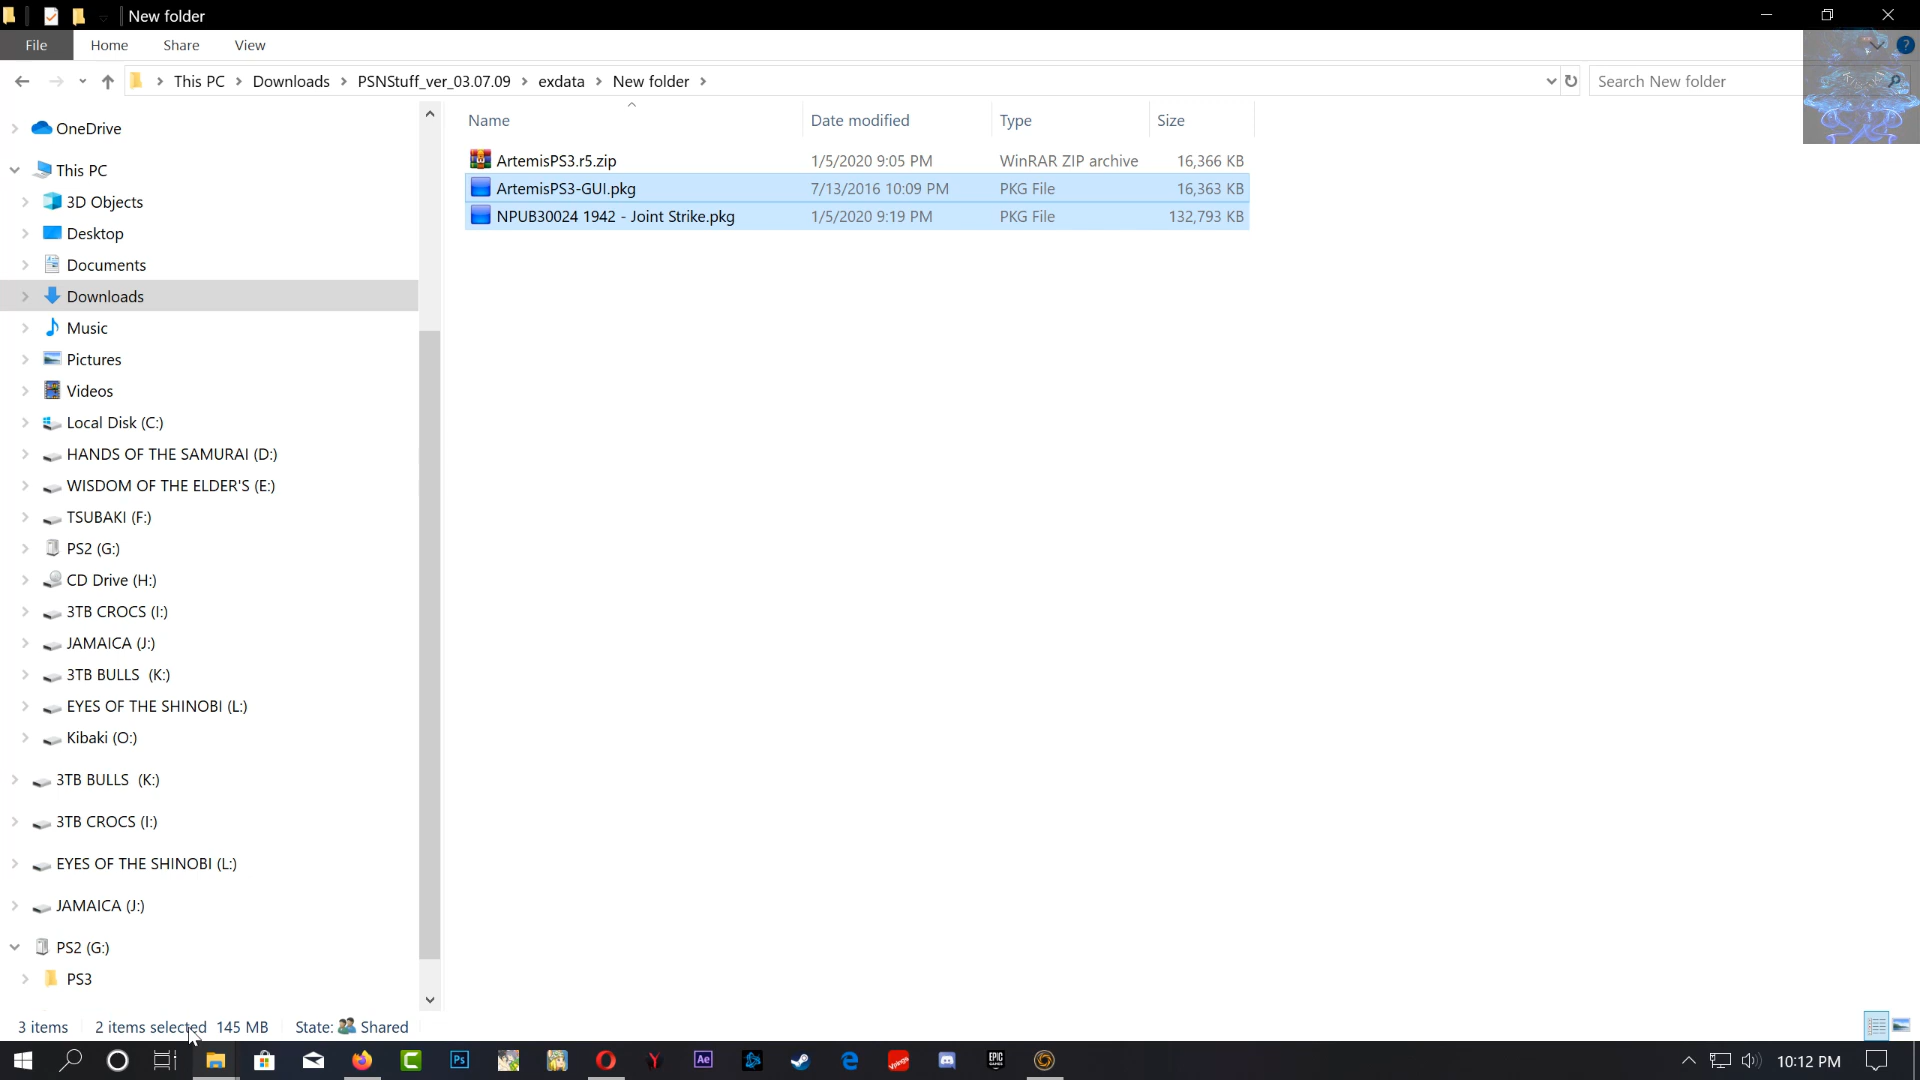 New folder
File Home Share View
This PC Downloads PSNStuff_ver_03.07.09 exdata New folder
Search New folder
Name Date modified Type Size
ArtemisPS3.r5.zip 1/5/2020 9:05 PM WinRAR ZIP archive 16,366 KB
ArtemisPS3-GUI.pkg 7/13/2016 10:09 PM PKG File 16,363 KB
NPUB30024 1942 - Joint Strike.pkg 1/5/2020 9:19 PM PKG File 132,793 KB
OneDrive
This PC
3D Objects
Desktop
Documents
Downloads
Music
Pictures
Videos
Local Disk (C:)
HANDS OF THE SAMURAI (D:)
WISDOM OF THE ELDER'S (E:)
TSUBAKI (F:)
PS2 (G:)
CD Drive (H:)
3TB CROCS (I:)
JAMAICA (J:)
3TB BULLS (K:)
EYES OF THE SHINOBI (L:)
Kibaki (O:)
3TB BULLS (K:)
3TB CROCS (I:)
EYES OF THE SHINOBI (L:)
JAMAICA (J:)
PS2 (G:)
PS3
3 items 2 items selected 145 MB State: Shared
10:12 PM